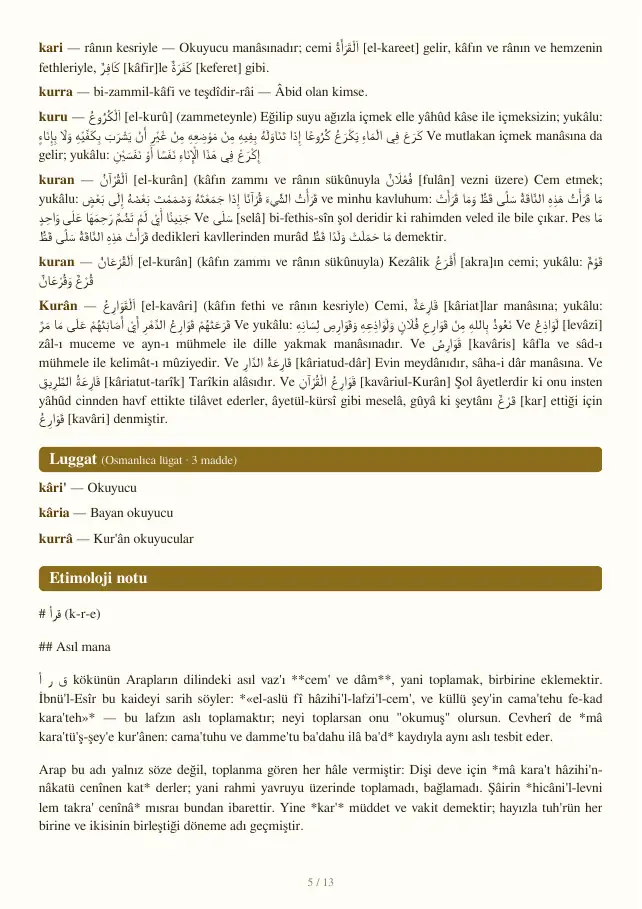 kari — rânın kesriyle — Okuyucu manâsınadır; cemi اَلْقَرَأَةُ [el-kareet] gelir, kâfın ve rânın ve hemzenin
fethleriyle, كَافِرٌ [kâfir]le كَفَرَةٌ [keferet] gibi.
kurra — bi-zammil-kâfi ve teşdîdir-râi — Âbid olan kimse.
kuru — اَلْكُرُوعُ [el-kurû] (zammeteynle) Eğilip suyu ağızla içmek elle yâhûd kâse ile içmeksizin; yukâlu:
كَرَعَ فِي الْمَاءِ يَكْرَعُ كُرُوعًا إِذَا تَنَاوَلَهُ بِفِيهِ مِنْ مَوْضِعِهِ مِنْ غَيْرِ أَنْ يَشْرَبَ بِكَفَّيْهِ وَلَا بِإِنَاءٍ Ve mutlakan içmek manâsına da
gelir; yukâlu: إِكْرَعْ فِي هَذَا الْإِنَاءِ نَفَسًا أَوْ نَفَسَيْنِ
kuran — اَلْقُرْآنُ [el-kurân] (kâfın zammı ve rânın sükûnuyla فُعْلَانٌ [fulân] vezni üzere) Cem etmek;
yukâlu: قَرَأْتُ الشَّيْءَ قُرْآنًا إِذَا جَمَعْتَهُ وَضَمَمْتَ بَعْضَهُ إِلَى بَعْضٍ ve minhu kavluhum: مَا قَرَأَتْ هَذِهِ النَّاقَةُ سَلًى قَطُّ وَمَا قَرَأَتْ
جَنِينًا أَيْ لَمْ تَضُمَّ رَحِمَهَا عَلَى وَاحِدٍ Ve سَلًى [selâ] bi-fethis-sîn şol deridir ki rahimden veled ile bile çıkar. Pes مَا
قَرَأَتْ هَذِهِ النَّاقَةُ سَلًى قَطُّ dedikleri kavllerinden murâd مَا حَمَلَتْ وَلَدًا قَطُّ demektir.
kuran — اَلْقُرْعَانُ [el-kurân] (kâfın zammı ve rânın sükûnuyla) Kezâlik أَقْرَعُ [akra]ın cemi; yukâlu: قَوْمٌ
قُرْعٌ وَقُرْعَانٌ
Kurân — اَلْقَوَارِعُ [el-kavâri] (kâfın fethi ve rânın kesriyle) Cemi, قَارِعَةٌ [kâriat]lar manâsına; yukâlu:
قَرَعَتْهُمْ قَوَارِعُ الدَّهْرِ أَيْ أَصَابَتْهُمْ عَلَى مَا مَرَّ Ve yukâlu: نَعُوذُ بِاللهِ مِنْ قَوَارِعِ فُلَانٍ وَلَوَاذِعِهِ وَقَوَارِصِ لِسَانِهِ Ve لَوَاذِعُ [levâzi]
zâl-ı muceme ve ayn-ı mühmele ile dille yakmak manâsınadır. Ve قَوَارِصُ [kavâris] kâfla ve sâd-ı
mühmele ile kelimât-ı mûziyedir. Ve قَارِعَةُ الدَّارِ [kâriatud-dâr] Evin meydânıdır, sâha-i dâr manâsına. Ve
قَارِعَةُ الطَّرِيقِ [kâriatut-tarîk] Tarîkin alâsıdır. Ve قَوَارِعُ الْقُرْآنِ [kavâriul-Kurân] Şol âyetlerdir ki onu insten
yâhûd cinnden havf ettikte tilâvet ederler, âyetül-kürsî gibi meselâ, gûyâ ki şeytânı قَرْعٌ [kar] ettiği için
قَوَارِعُ [kavâri] denmiştir.
Luggat (Osmanlıca lügat · 3 madde)
kâri' — Okuyucu
kâria — Bayan okuyucu
kurrâ — Kur'ân okuyucular
Etimoloji notu
# قرأ (k-r-e)
## Asıl mana
ق ر أ kökünün Arapların dilindeki asıl vaz'ı **cem' ve dâm**, yani toplamak, birbirine eklemektir.
İbnü'l-Esîr bu kaideyi sarih söyler: *«el-aslü fî hâzihi'l-lafzi'l-cem', ve küllü şey'in cama'tehu fe-kad
kara'teh»* — bu lafzın aslı toplamaktır; neyi toplarsan onu "okumuş" olursun. Cevherî de *mâ
kara'tü'ş-şey'e kur'ânen: cama'tuhu ve damme'tu ba'dahu ilâ ba'd* kaydıyla aynı aslı tesbit eder.
Arap bu adı yalnız söze değil, toplanma gören her hâle vermiştir: Dişi deve için *mâ kara't hâzihi'n-
nâkatü cenînen kat* derler; yani rahmi yavruyu üzerinde toplamadı, bağlamadı. Şâirin *hicâni'l-levni
lem takra' cenînâ* mısraı bundan ibarettir. Yine *kar'* müddet ve vakit demektir; hayızla tuh'rün her
birine ve ikisinin birleştiği döneme adı geçmiştir.
5 / 13